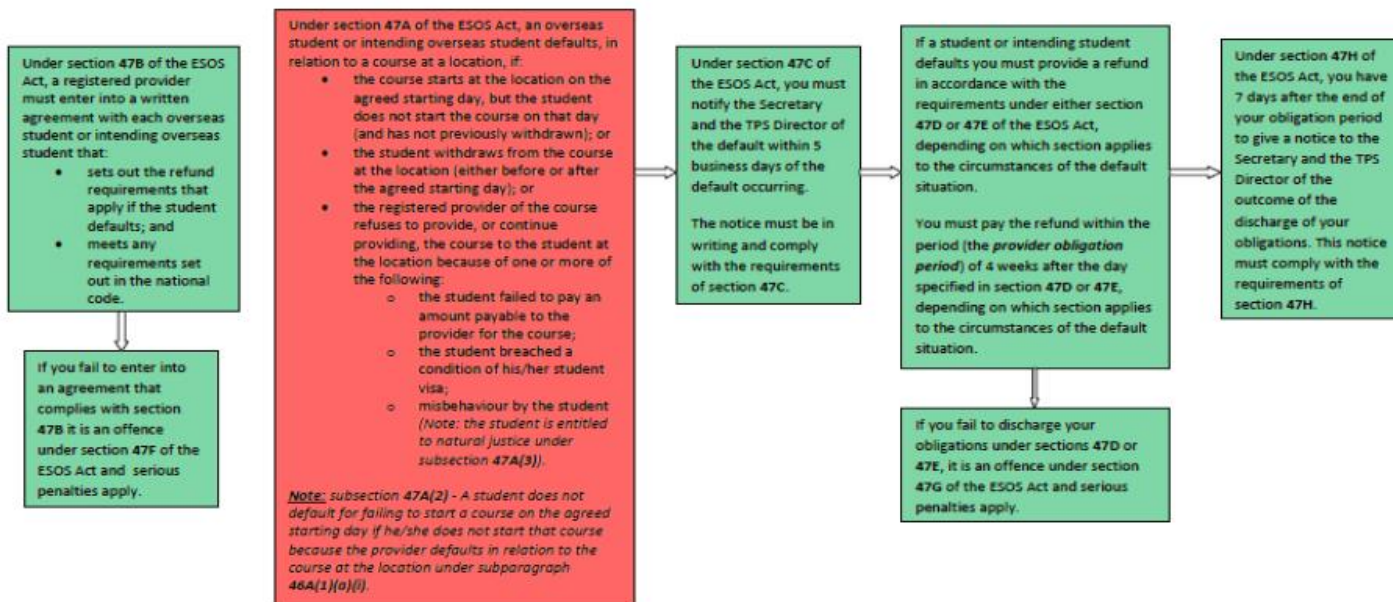 Under section 47B of the ESOS
Act, a registered provider
must enter into a written
agreement with each overseas
student or intending overseas
student that:
• sets out the refund
requirements that
apply if the student
defaults; and
• meets any
requirements set
out in the national
code.
If you fail to enter into
an agreement that
complies with section
47B it is an offence
under section 47F of the
ESOS Act and serious
penalties apply.
Under section 47A of the ESOS Act, an overseas
student or intending overseas student defaults, in
relation to a course at a location, if:
• the course starts at the location on the
agreed starting day, but the student
does not start the course on that day
(and has not previously withdrawn); or
• the student withdraws from the course
at the location (either before or after
the agreed starting day); or
• the registered provider of the course
refuses to provide, or continue
providing, the course to the student at
the location because of one or more of
the following:
o the student failed to pay an
amount payable to the
provider for the course;
o the student breached a
condition of his/her student
visa;
o misbehaviour by the student
(Note: the student is entitled
to natural justice under
subsection 47A(3)).
Note: subsection 47A(2) - A student does not
default for failing to start a course on the agreed
starting day if he/she does not start that course
because the provider defaults in relation to the
course at the location under subparagraph
46A(1)(a)(i).
Under section 47C of
the ESOS Act, you must
notify the Secretary
and the TPS Director of
the default within 5
business days of the
default occurring.
The notice must be in
writing and comply
with the requirements
of section 47C.
If a student or intending student
defaults you must provide a refund
in accordance with the
requirements under either section
47D or 47E of the ESOS Act,
depending on which section applies
to the circumstances of the default
situation.
You must pay the refund within the
period (the provider obligation
period) of 4 weeks after the day
specified in section 47D or 47E,
depending on which section applies
to the circumstances of the default
situation.
If you fail to discharge your
obligations under sections 47D or
47E, it is an offence under section
47G of the ESOS Act and serious
penalties apply.
Under section 47H of
the ESOS Act, you have
7 days after the end of
your obligation period
to give a notice to the
Secretary and the TPS
Director of the
outcome of the
discharge of your
obligations. This notice
must comply with the
requirements of
section 47H.